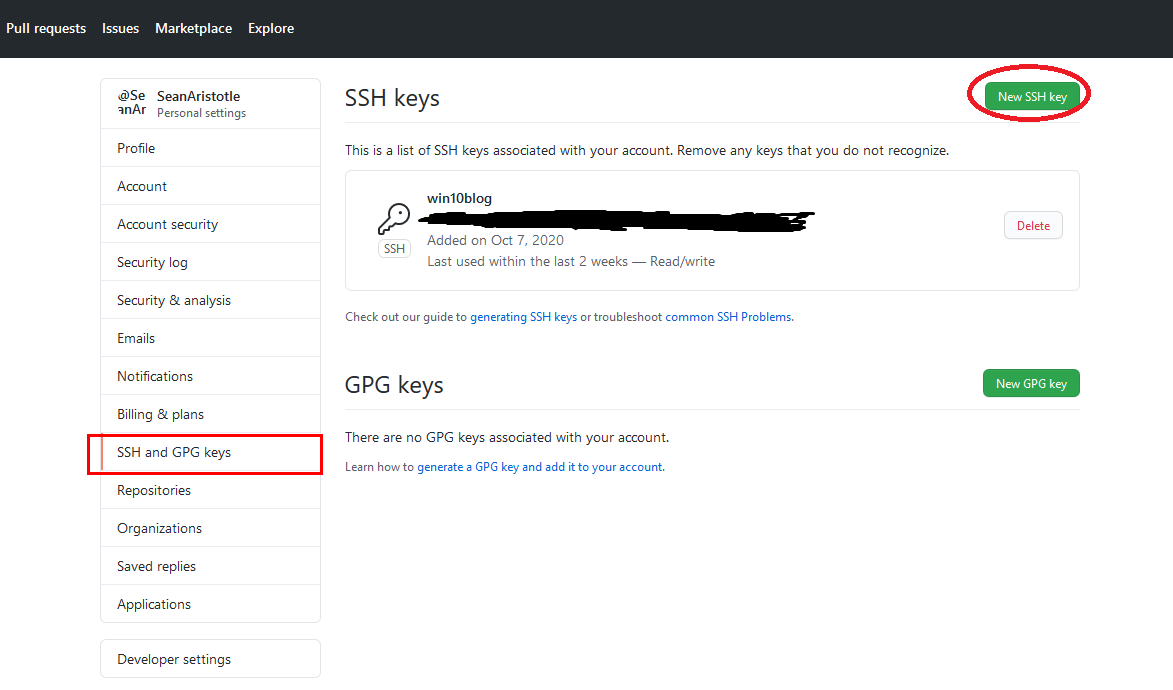 Pull requests Issues Marketplace Explore
@Se
anAr
SeanAristotle
Personal settings
Profile
Account
Account security
Security log
Security & analysis
Emails
Notifications
Billing & plans
SSH and GPG keys
Repositories
Organizations
Saved replies
Applications
Developer settings
SSH keys
New SSH key
This is a list of SSH keys associated with your account. Remove any keys that you do not recognize.
win10blog
SSH
Added on Oct 7, 2020
Last used within the last 2 weeks — Read/write
Delete
Check out our guide to generating SSH keys or troubleshoot common SSH Problems.
GPG keys
New GPG key
There are no GPG keys associated with your account.
Learn how to generate a GPG key and add it to your account.